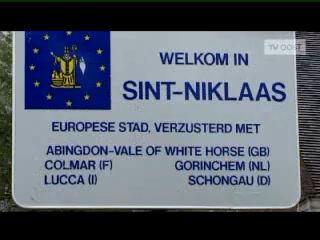 TV OOST
WELKOM IN
SINT-NIKLAAS
EUROPESE STAD, VERZUSTERD MET
ABINGDON-VALE OF WHITE HORSE (GB)
COLMAR (F) GORINCHEM (NL)
LUCCA (I) SCHONGAU (D)